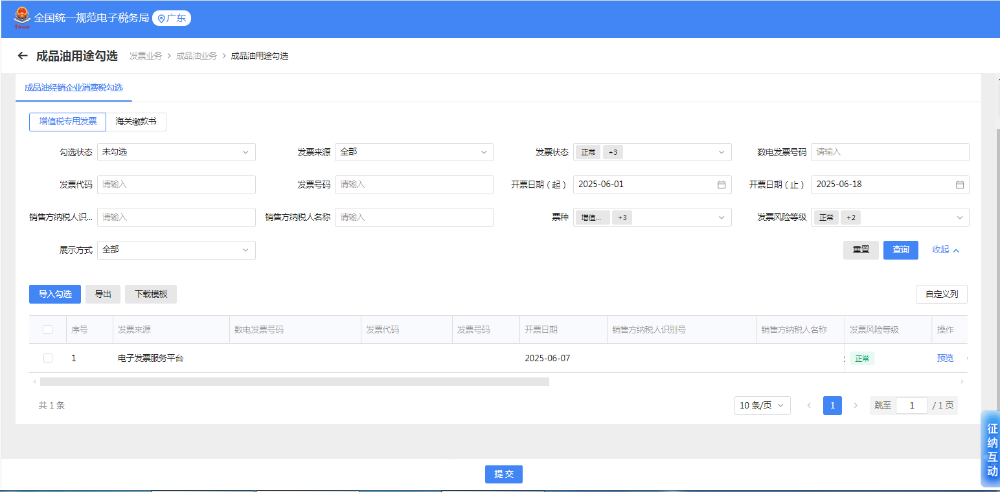 全国统一规范电子税务局 广东
成品油用途勾选 发票业务 > 成品油业务 > 成品油用途勾选
成品油经销企业消费税勾选
增值税专用发票 海关缴款书
勾选状态 未勾选 发票来源 全部 发票状态 正常 +3 数电发票号码 请输入
发票代码 请输入 发票号码 请输入 开票日期（起） 2025-06-01 开票日期（止） 2025-06-18
销售方纳税人识... 请输入 销售方纳税人名称 请输入 票种 增值... +3 发票风险等级 正常 +2
展示方式 全部 重置 查询 收起
导入勾选 导出 下载模板 自定义列
序号 发票来源 数电发票号码 发票代码 发票号码 开票日期 销售方纳税人识别号 销售方纳税人名称 发票风险等级 操作
1 电子发票服务平台 2025-06-07 正常 预览
共 1 条 10 条/页 1 跳至 1 / 1 页
征纳互动
提交